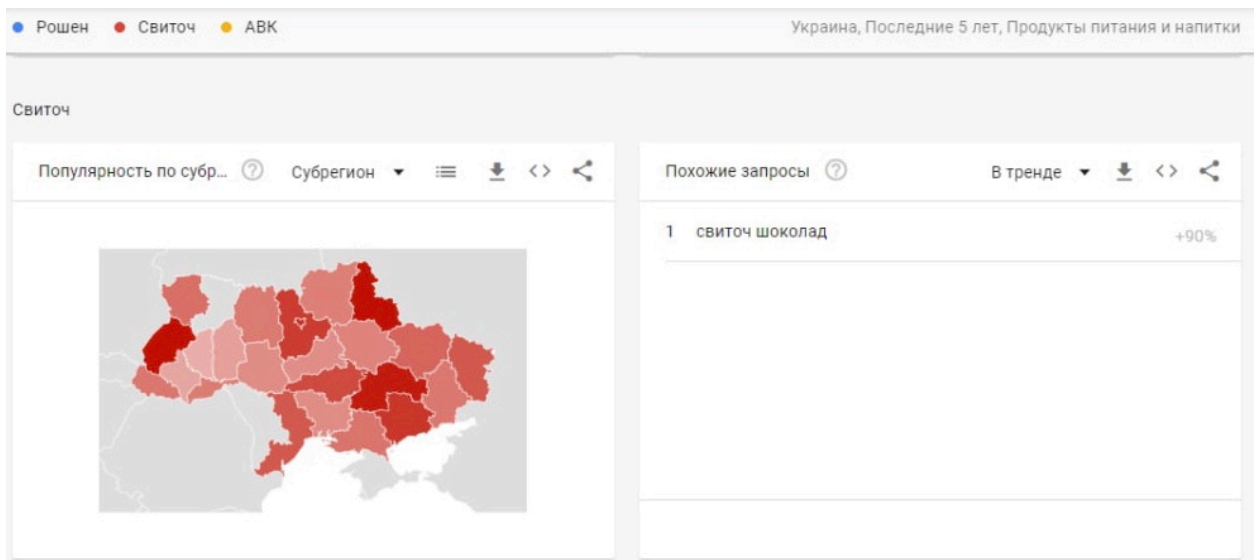 Рошен Свиточ АВК Украина, Последние 5 лет, Продукты питания и напитки
Свиточ
Популярность по субр... Субрегион
Похожие запросы В тренде
1 свиточ шоколад +90%